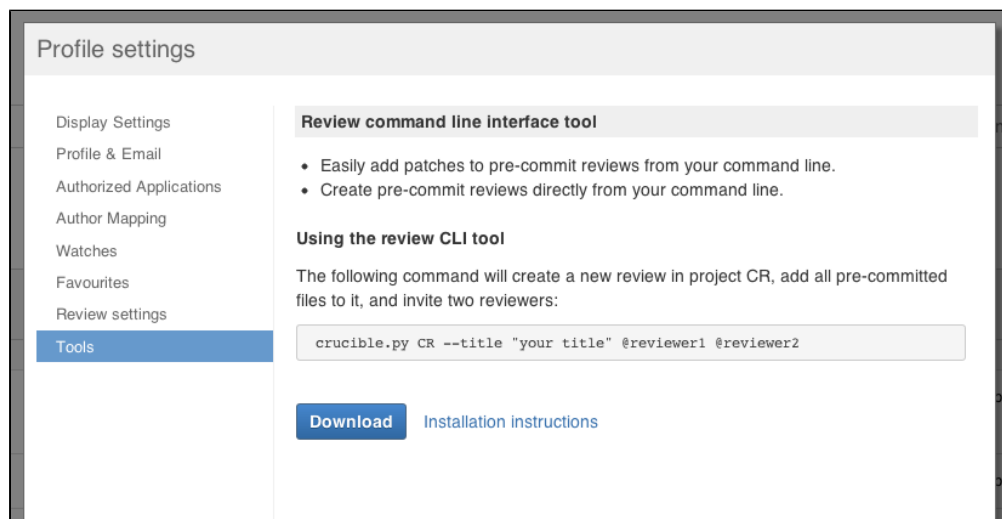 Profile settings
Display Settings
Profile & Email
Authorized Applications
Author Mapping
Watches
Favourites
Review settings
Tools
Review command line interface tool
• Easily add patches to pre-commit reviews from your command line.
• Create pre-commit reviews directly from your command line.
Using the review CLI tool
The following command will create a new review in project CR, add all pre-committed
files to it, and invite two reviewers:
crucible.py CR --title "your title" @reviewer1 @reviewer2
Download
Installation instructions